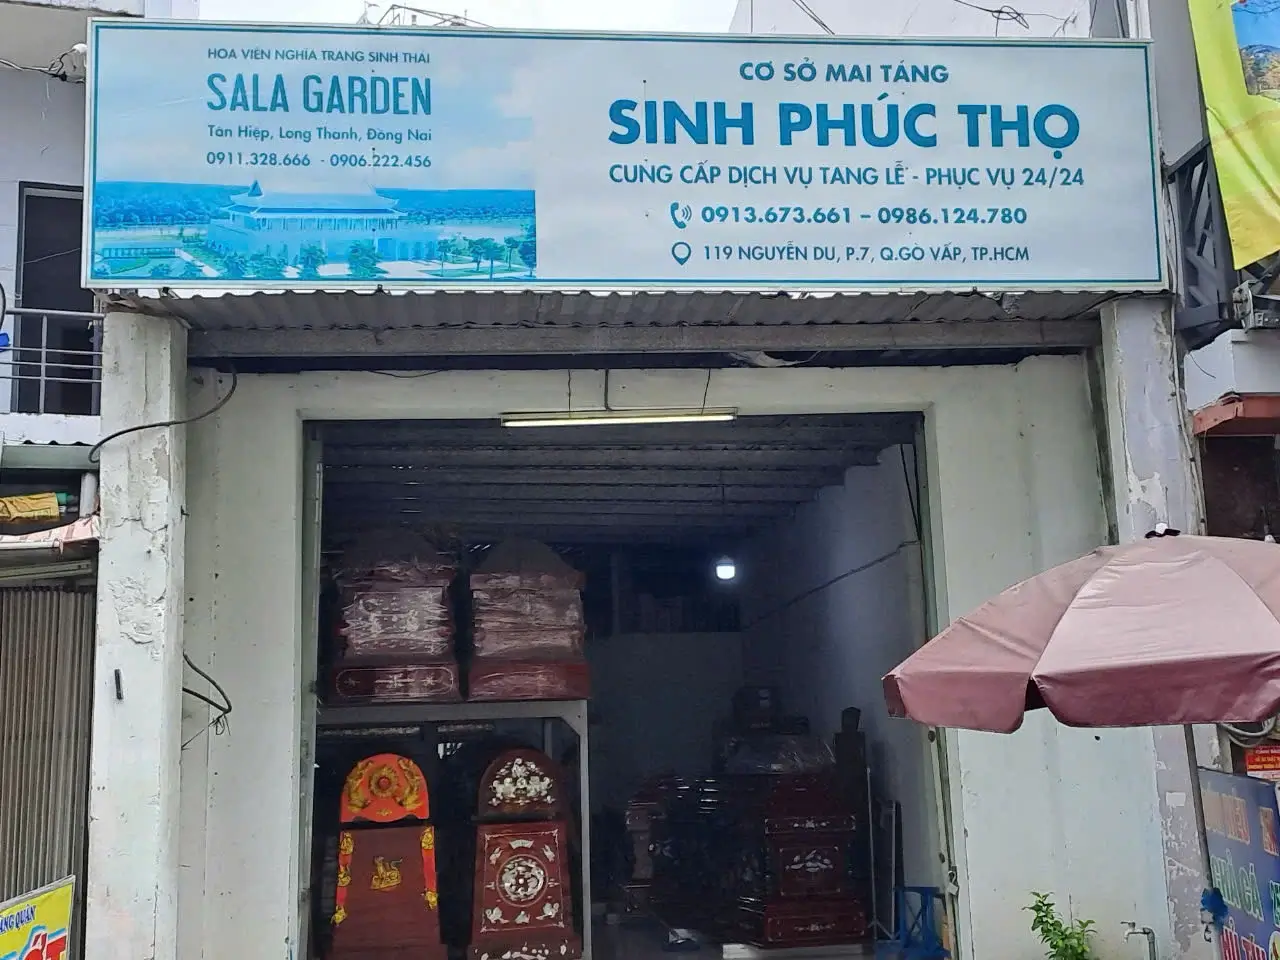 HOA VIÊN NGHĨA TRANG SINH THÁI
SALA GARDEN
Tân Hiệp, Long Thành, Đồng Nai
0911.328.666 - 0906.222.456
CƠ SỞ MAI TÁNG
SINH PHÚC THỌ
CUNG CẤP DỊCH VỤ TANG LỄ - PHỤC VỤ 24/24
0913.673.661 – 0986.124.780
119 NGUYỄN DU, P.7, Q.GÒ VẤP, TP.HCM